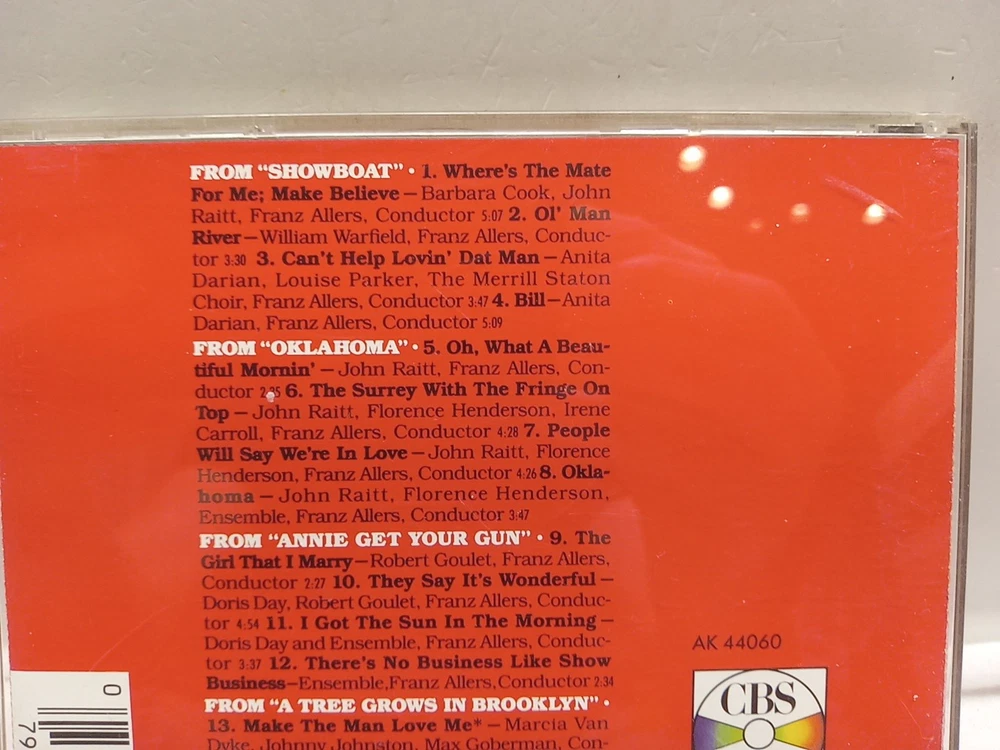 FROM “SHOWBOAT” • 1. Where's The Mate
For Me; Make Believe — Barbara Cook, John
Raitt, Franz Allers, Conductor 5:07 2. Ol' Man
River — William Warfield, Franz Allers, Conduc-
tor 3:30 3. Can't Help Lovin' Dat Man — Anita
Darian, Louise Parker, The Merrill Staton
Choir, Franz Allers, Conductor 3:47 4. Bill — Anita
Darian, Franz Allers, Conductor 5:09
FROM “OKLAHOMA” • 5. Oh, What A Beau-
tiful Mornin' — John Raitt, Franz Allers, Con-
ductor 6. The Surrey With The Fringe On
Top — John Raitt, Florence Henderson, Irene
Carroll, Franz Allers, Conductor 4:28 7. People
Will Say We're In Love — John Raitt, Florence
Henderson, Franz Allers, Conductor 4:26 8. Okla-
homa — John Raitt, Florence Henderson,
Ensemble, Franz Allers, Conductor 3:47
FROM “ANNIE GET YOUR GUN” • 9. The
Girl That I Marry — Robert Goulet, Franz Allers,
Conductor 2:27 10. They Say It's Wonderful —
Doris Day, Robert Goulet, Franz Allers, Conduc-
tor 4:54 11. I Got The Sun In The Morning —
Doris Day and Ensemble, Franz Allers, Conduc-
tor 3:37 12. There's No Business Like Show
Business — Ensemble, Franz Allers, Conductor 2:34
FROM “A TREE GROWS IN BROOKLYN” •
13. Make The Man Love Me* — Marcia Van
Dyke, Johnny Johnston, Max Goberman, Con-
AK 44060
CBS
0
79